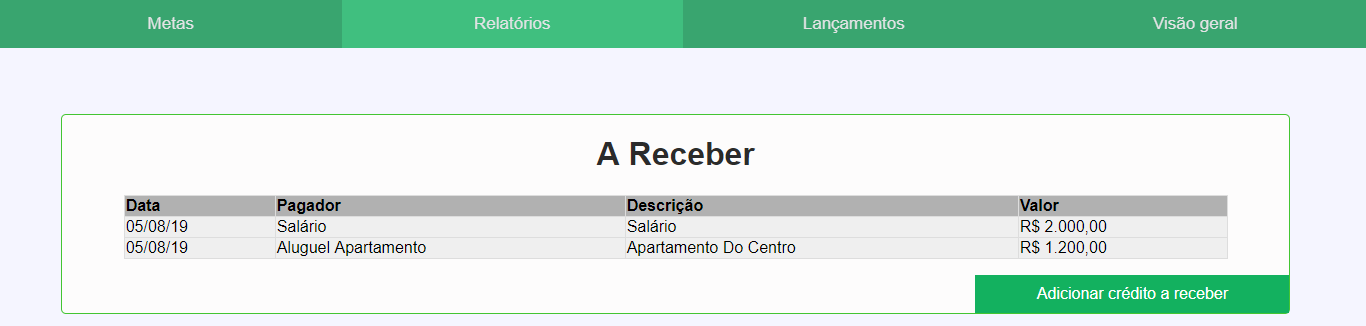 Metas Relatórios Lançamentos Visão geral
A Receber
Data Pagador Descrição Valor
05/08/19 Salário Salário R$ 2.000,00
05/08/19 Aluguel Apartamento Apartamento Do Centro R$ 1.200,00
Adicionar crédito a receber